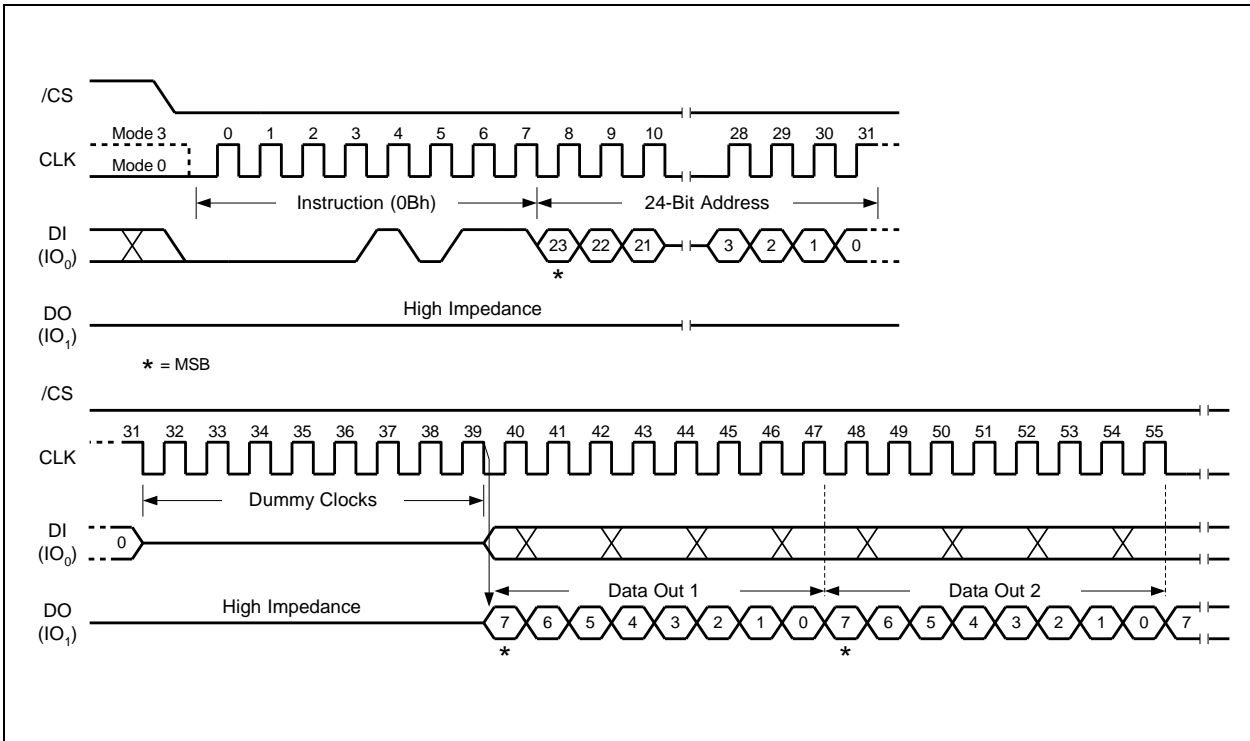 /CS
Mode 3 0 1 2 3 4 5 6 7 8 9 10 28 29 30 31
CLK Mode 0
Instruction (0Bh) 24-Bit Address
DI
(IO0) 23 22 21 3 2 1 0
*
DO High Impedance
(IO1)
* = MSB
/CS
31 32 33 34 35 36 37 38 39 40 41 42 43 44 45 46 47 48 49 50 51 52 53 54 55
CLK
Dummy Clocks
DI
(IO0) 0
Data Out 1 Data Out 2
DO High Impedance
(IO1) 7 6 5 4 3 2 1 0 7 6 5 4 3 2 1 0 7
* *